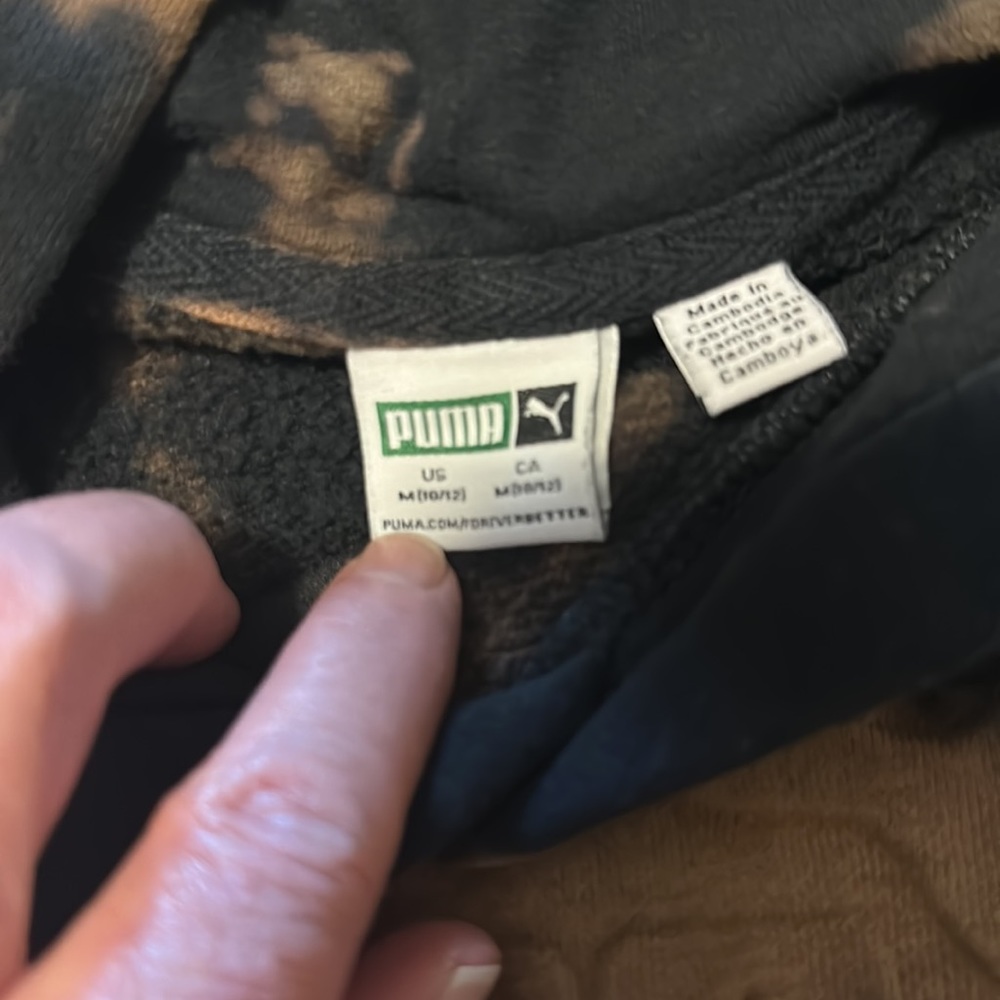 PUMA
US CA
M(10/12) M(10/12)
PUMA.COM/FOREVERBETTER
Made in
Cambodia
Fabriqué au
Cambodge
Hecho en
Camboya